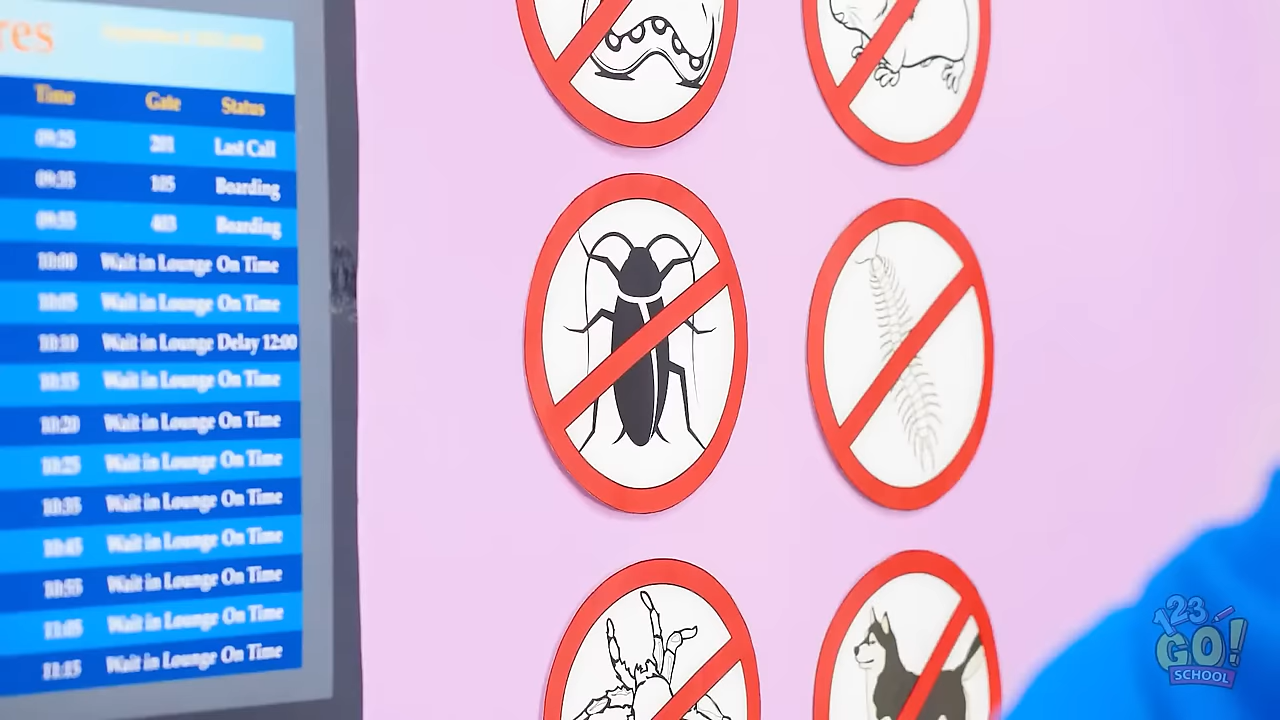 res
Time Gate Status
09:25 201 Last Call
09:35 105 Boarding
09:55 403 Boarding
10:00 Wait in Lounge On Time
10:05 Wait in Lounge On Time
10:10 Wait in Lounge Delay 12:00
10:15 Wait in Lounge On Time
10:20 Wait in Lounge On Time
10:25 Wait in Lounge On Time
10:35 Wait in Lounge On Time
10:45 Wait in Lounge On Time
10:55 Wait in Lounge On Time
11:05 Wait in Lounge On Time
11:15 Wait in Lounge On Time
123
GO!
SCHOOL